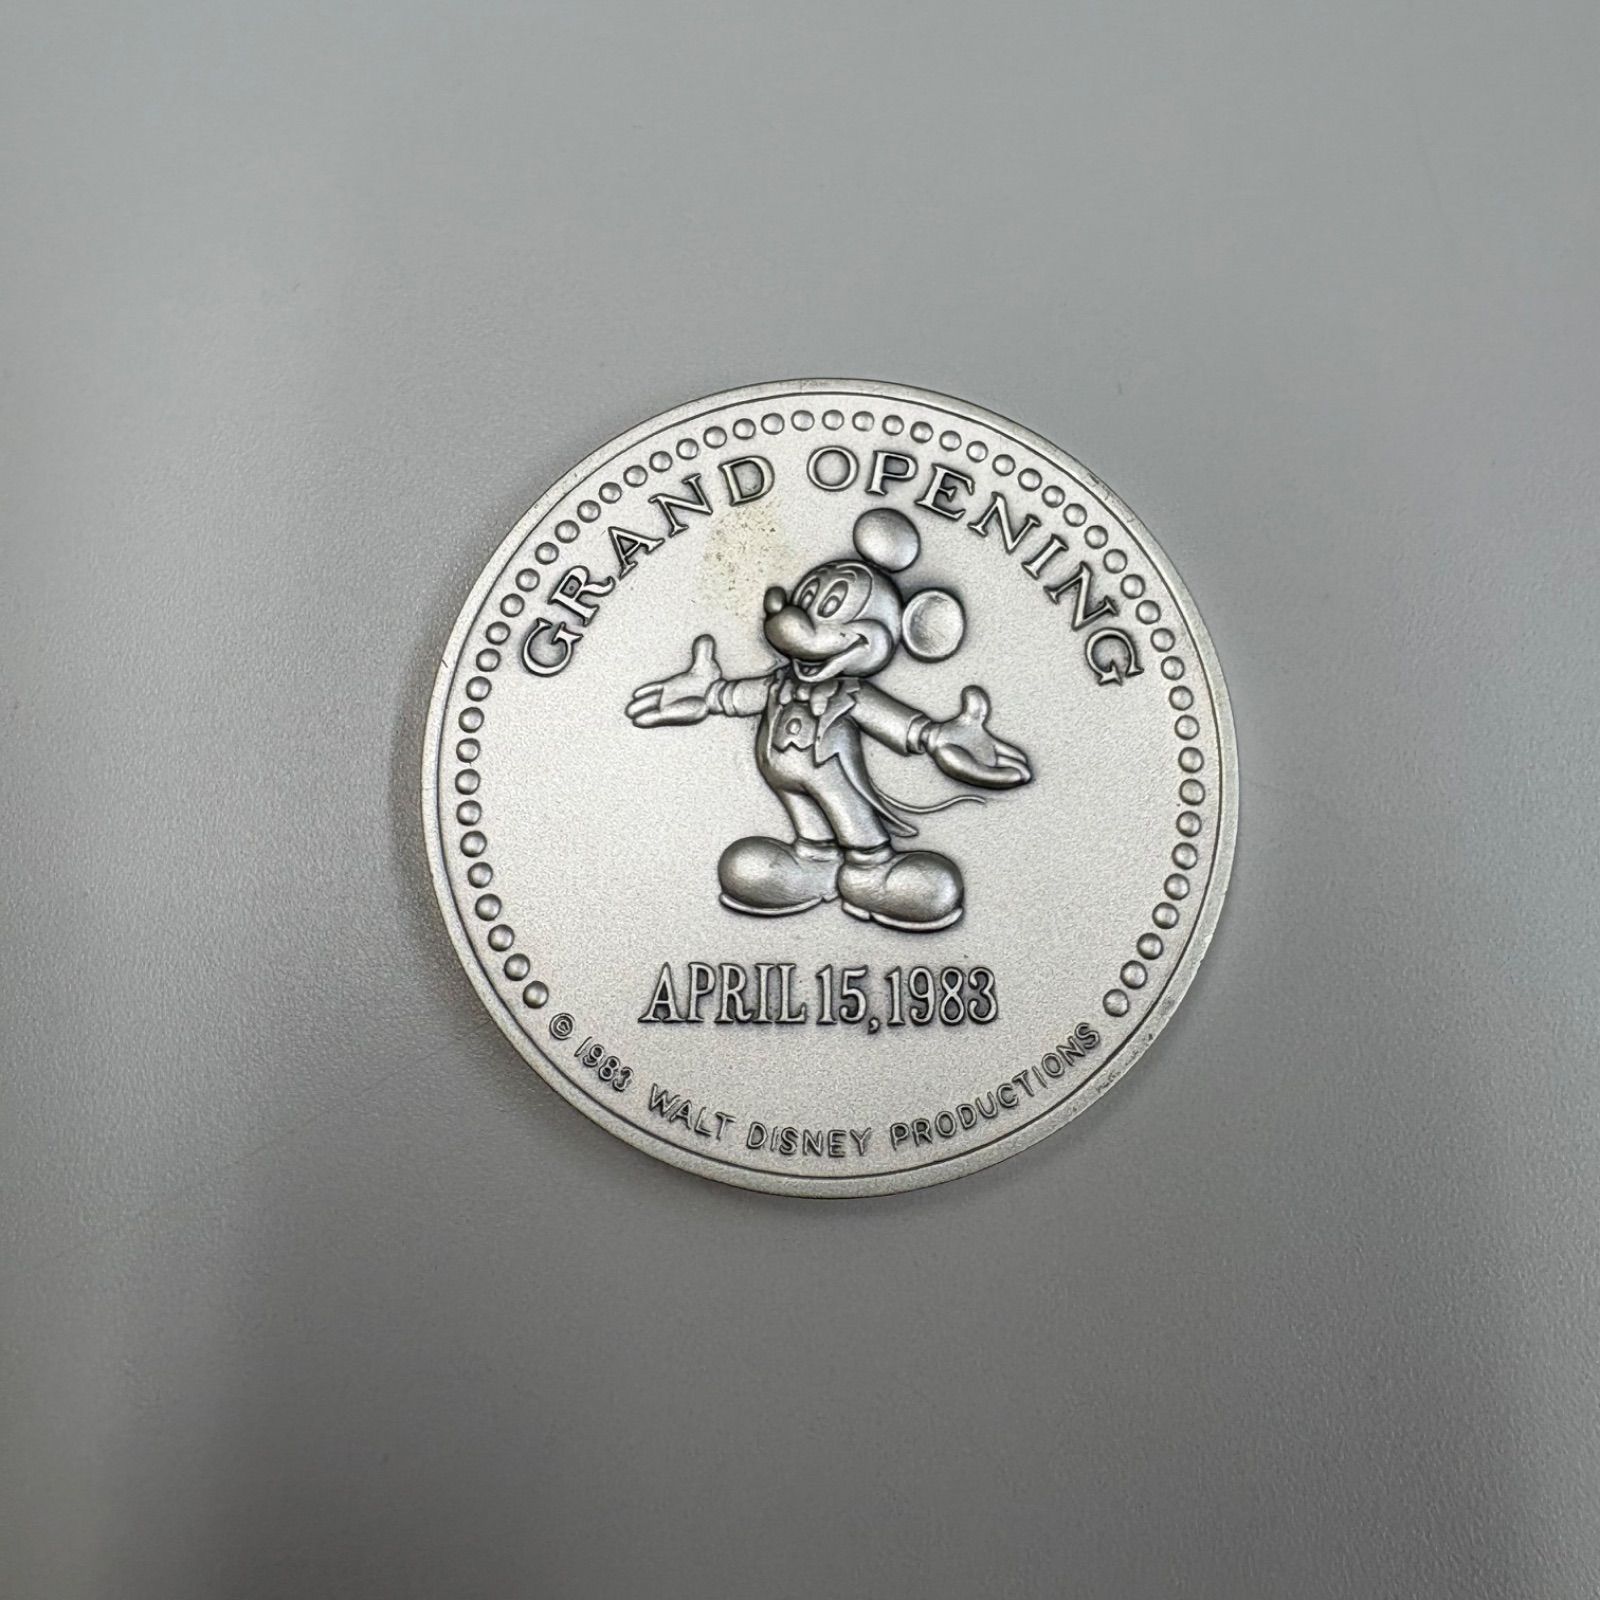 GRAND OPENING
APRIL 15, 1983
© 1983 WALT DISNEY PRODUCTIONS